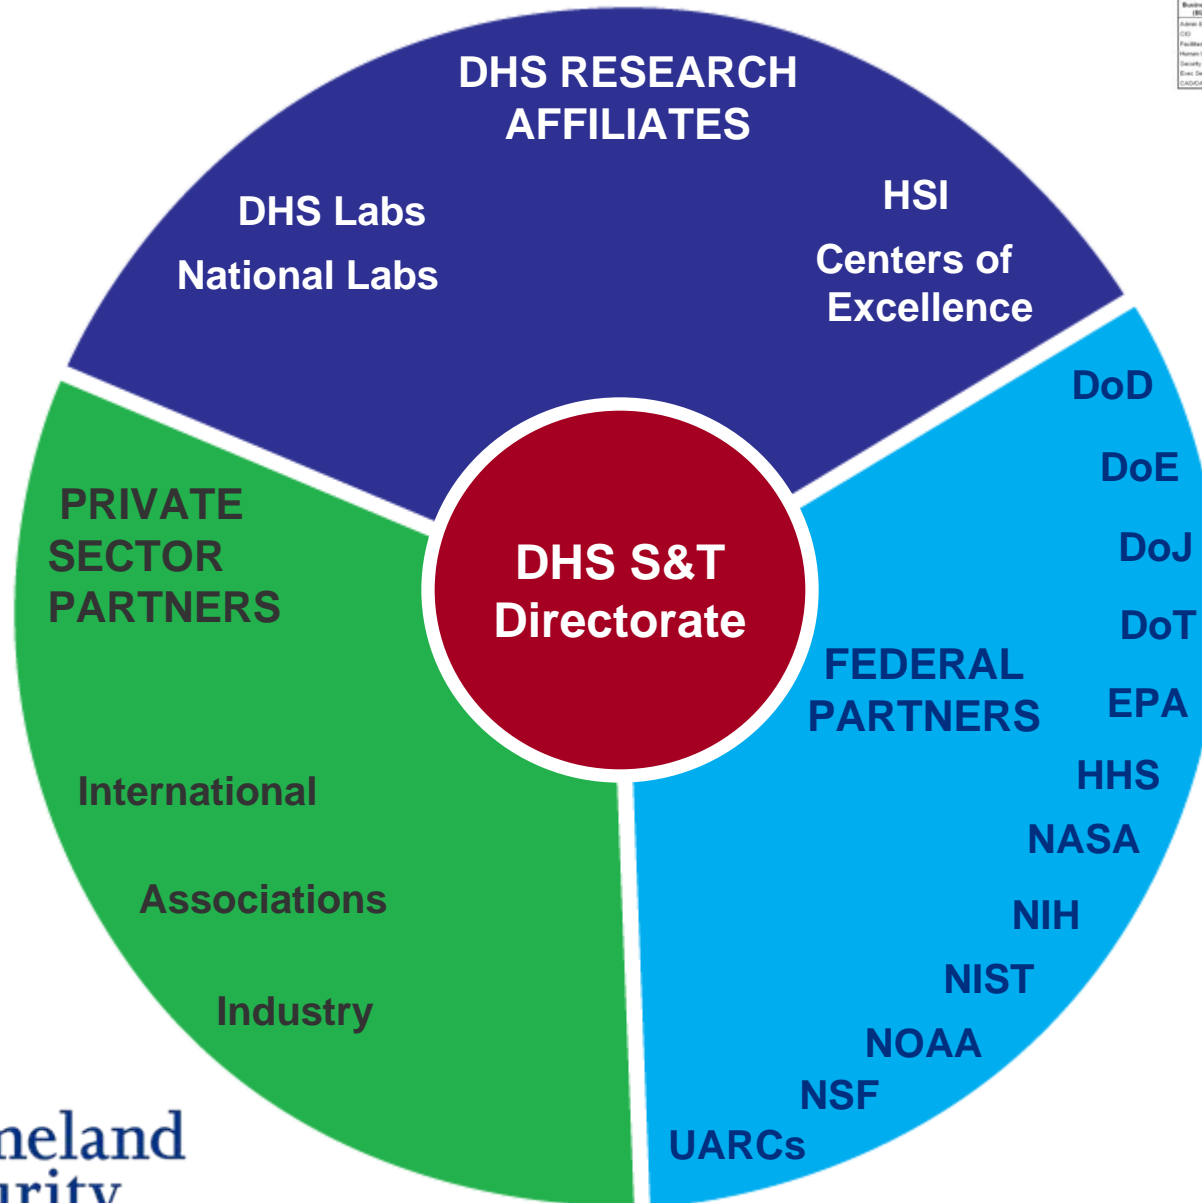 DHS RESEARCH
AFFILIATES
DHS Labs
National Labs
HSI
Centers of
Excellence
DoD
DoE
DoJ
DoT
EPA
HHS
NASA
NIH
NIST
NOAA
NSF
UARCs
FEDERAL
PARTNERS
DHS S&T
Directorate
PRIVATE
SECTOR
PARTNERS
International
Associations
Industry
meland
urity